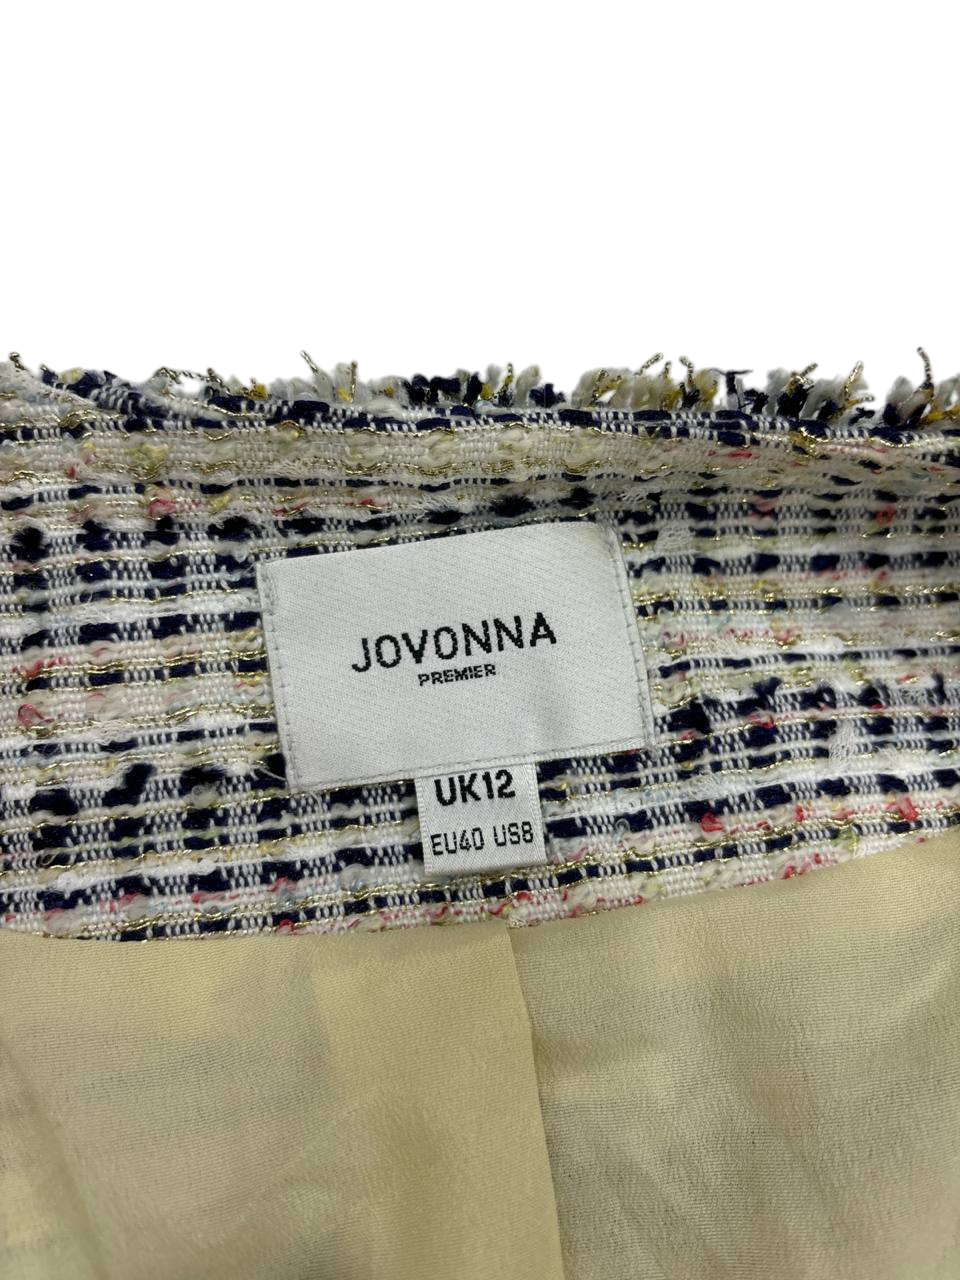 JOVONNA
PREMIER
UK12
EU40 US8